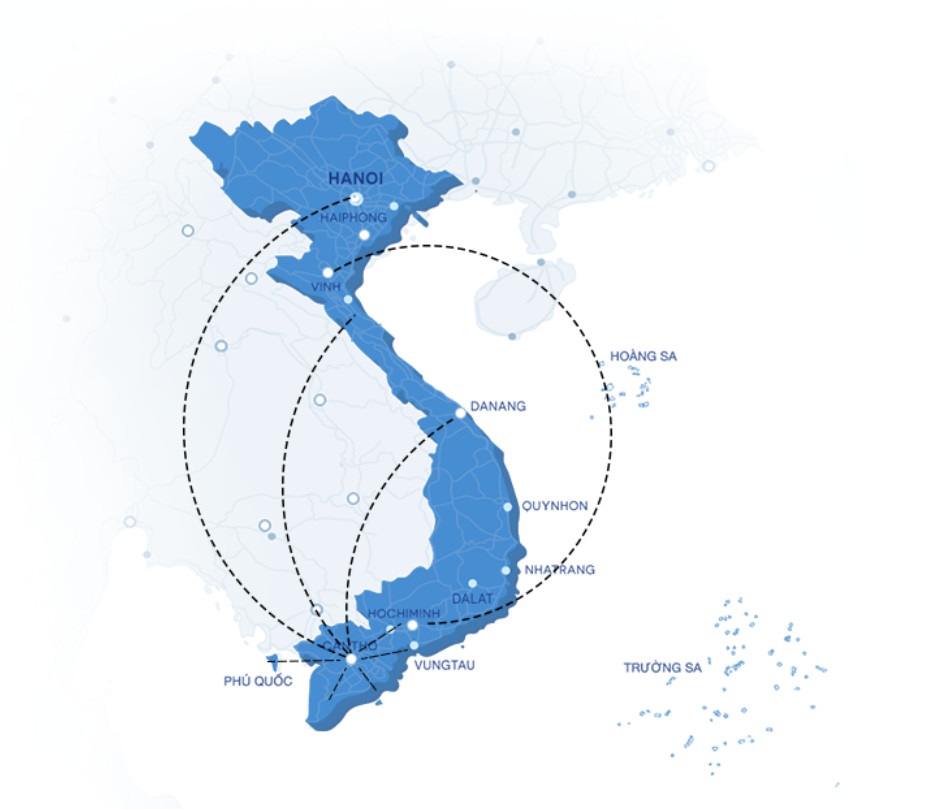 HANOI
HAIPHONG
VINH
HOÀNG SA
DANANG
QUYNHON
NHATRANG
DALAT
HOCHIMINH
CANTHO
VUNGTAU
TRƯỜNG SA
PHÚ QUỐC